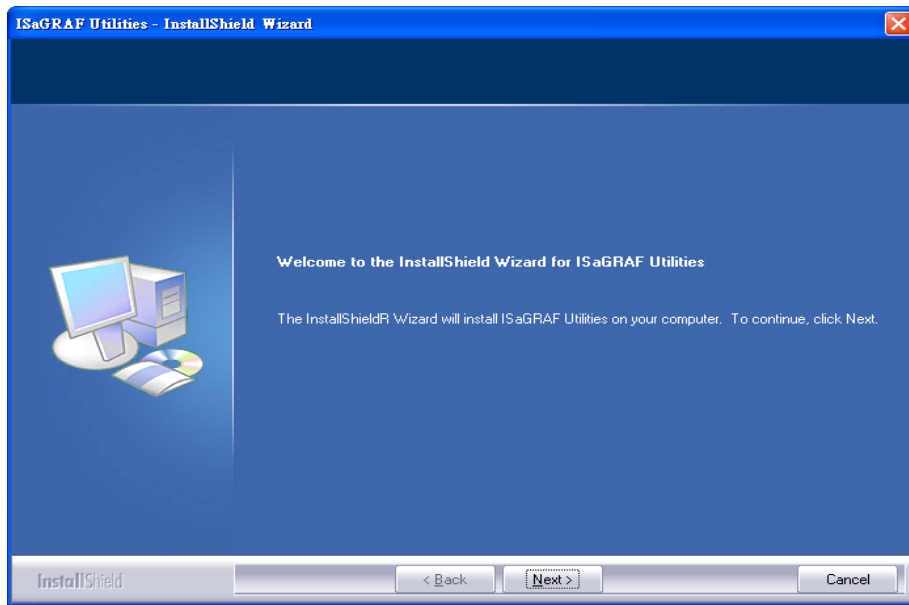 ISaGRAF Utilities - InstallShield Wizard
Welcome to the InstallShield Wizard for ISaGRAF Utilities
The InstallShieldR Wizard will install ISaGRAF Utilities on your computer. To continue, click Next.
InstallShield
< Back
Next >
Cancel